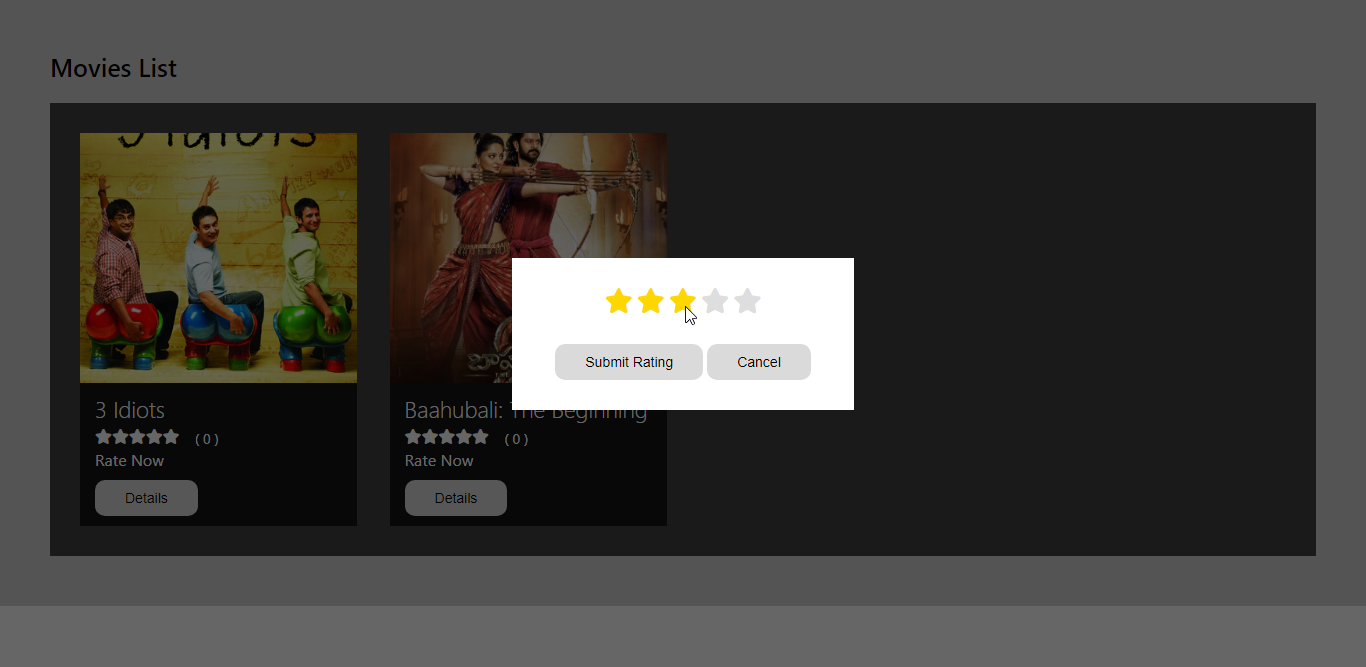 Movies List
3 Idiots
3 Idiots
( 0 )
Rate Now
Details
Baahubali: The Beginning
( 0 )
Rate Now
Details
Submit Rating
Cancel